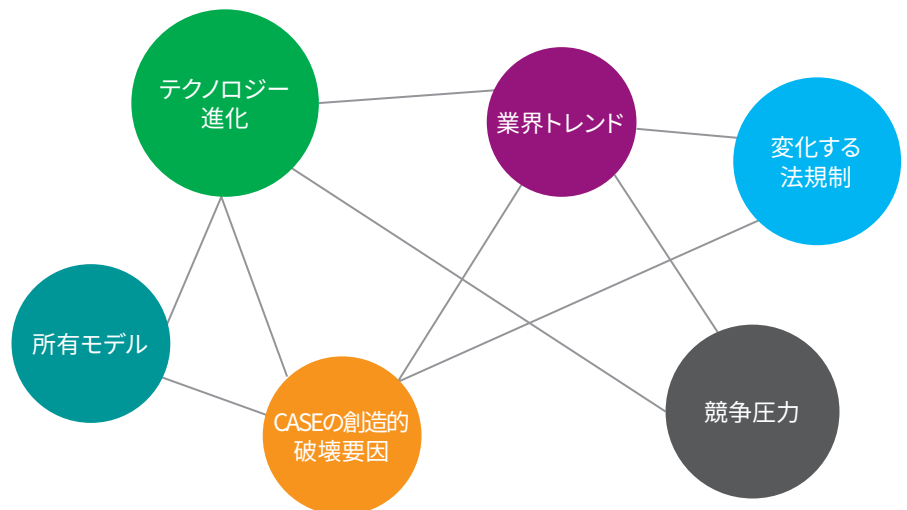 テクノロジー
進化
業界トレンド
変化する
法規制
所有モデル
CASEの創造的
破壊要因
競争圧力